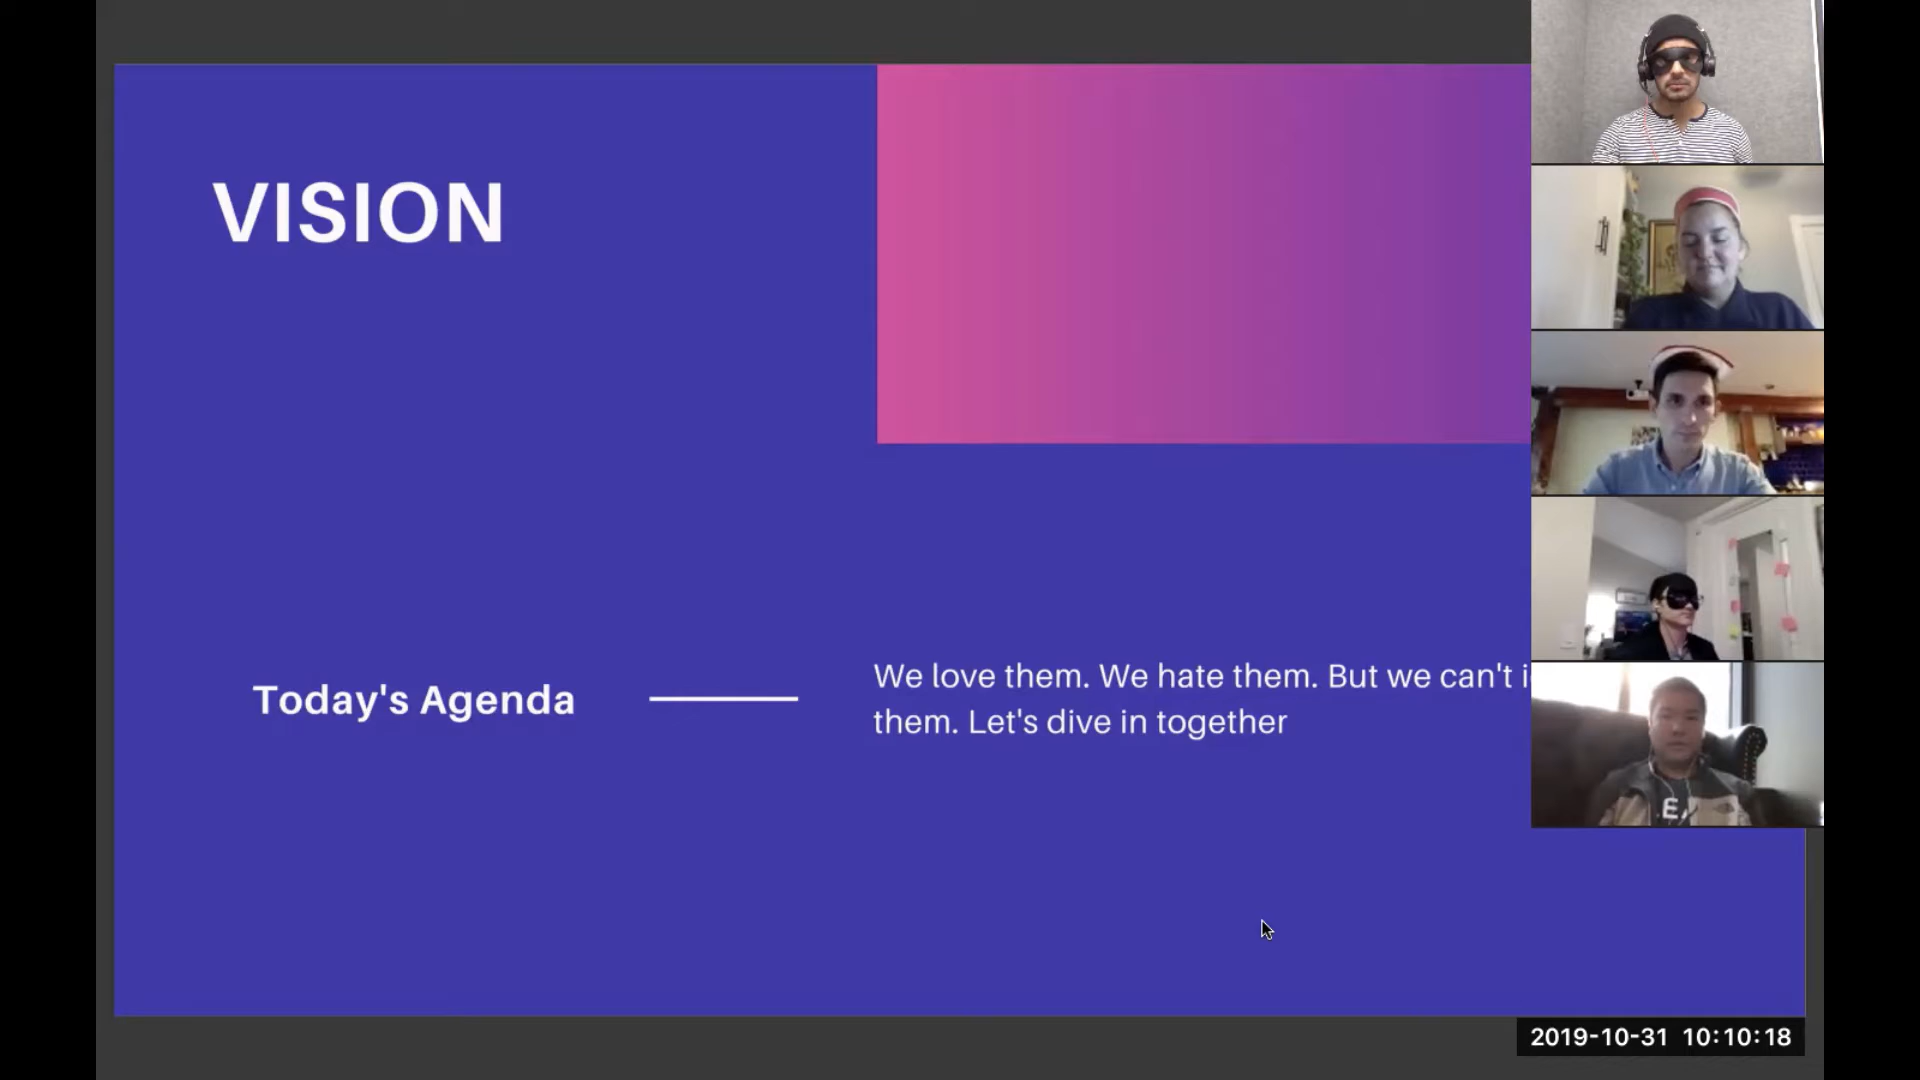 VISION
Today's Agenda
We love them. We hate them. But we can't
them. Let's dive in together
2019-10-31 10:10:18